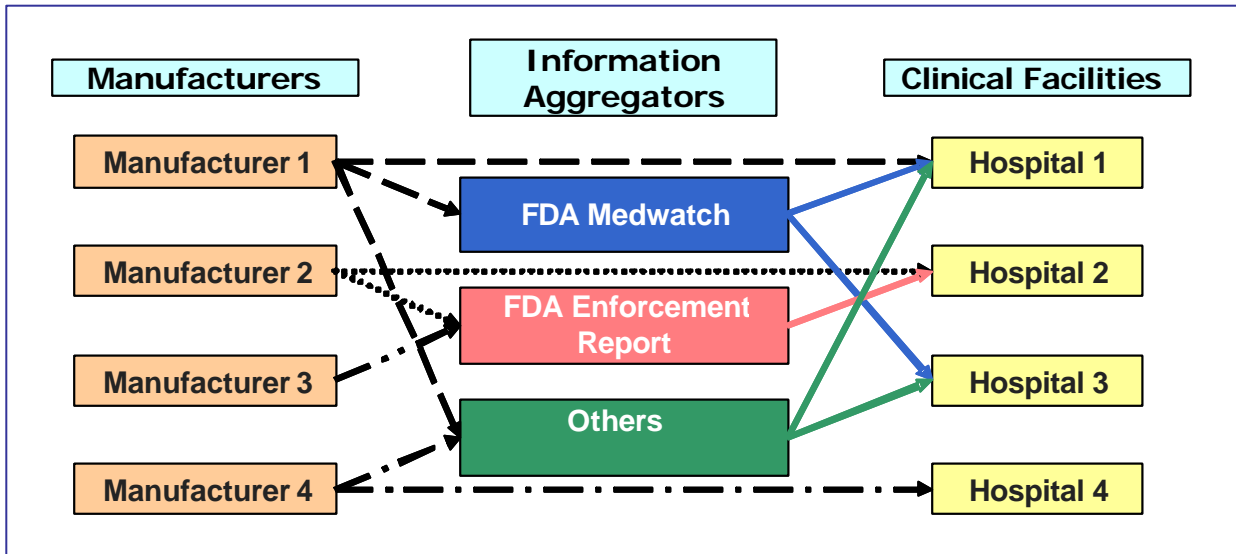 Manufacturers
Information
Aggregators
Clinical Facilities
Manufacturer 1
Manufacturer 2
Manufacturer 3
Manufacturer 4
FDA Medwatch
FDA Enforcement
Report
Others
Hospital 1
Hospital 2
Hospital 3
Hospital 4